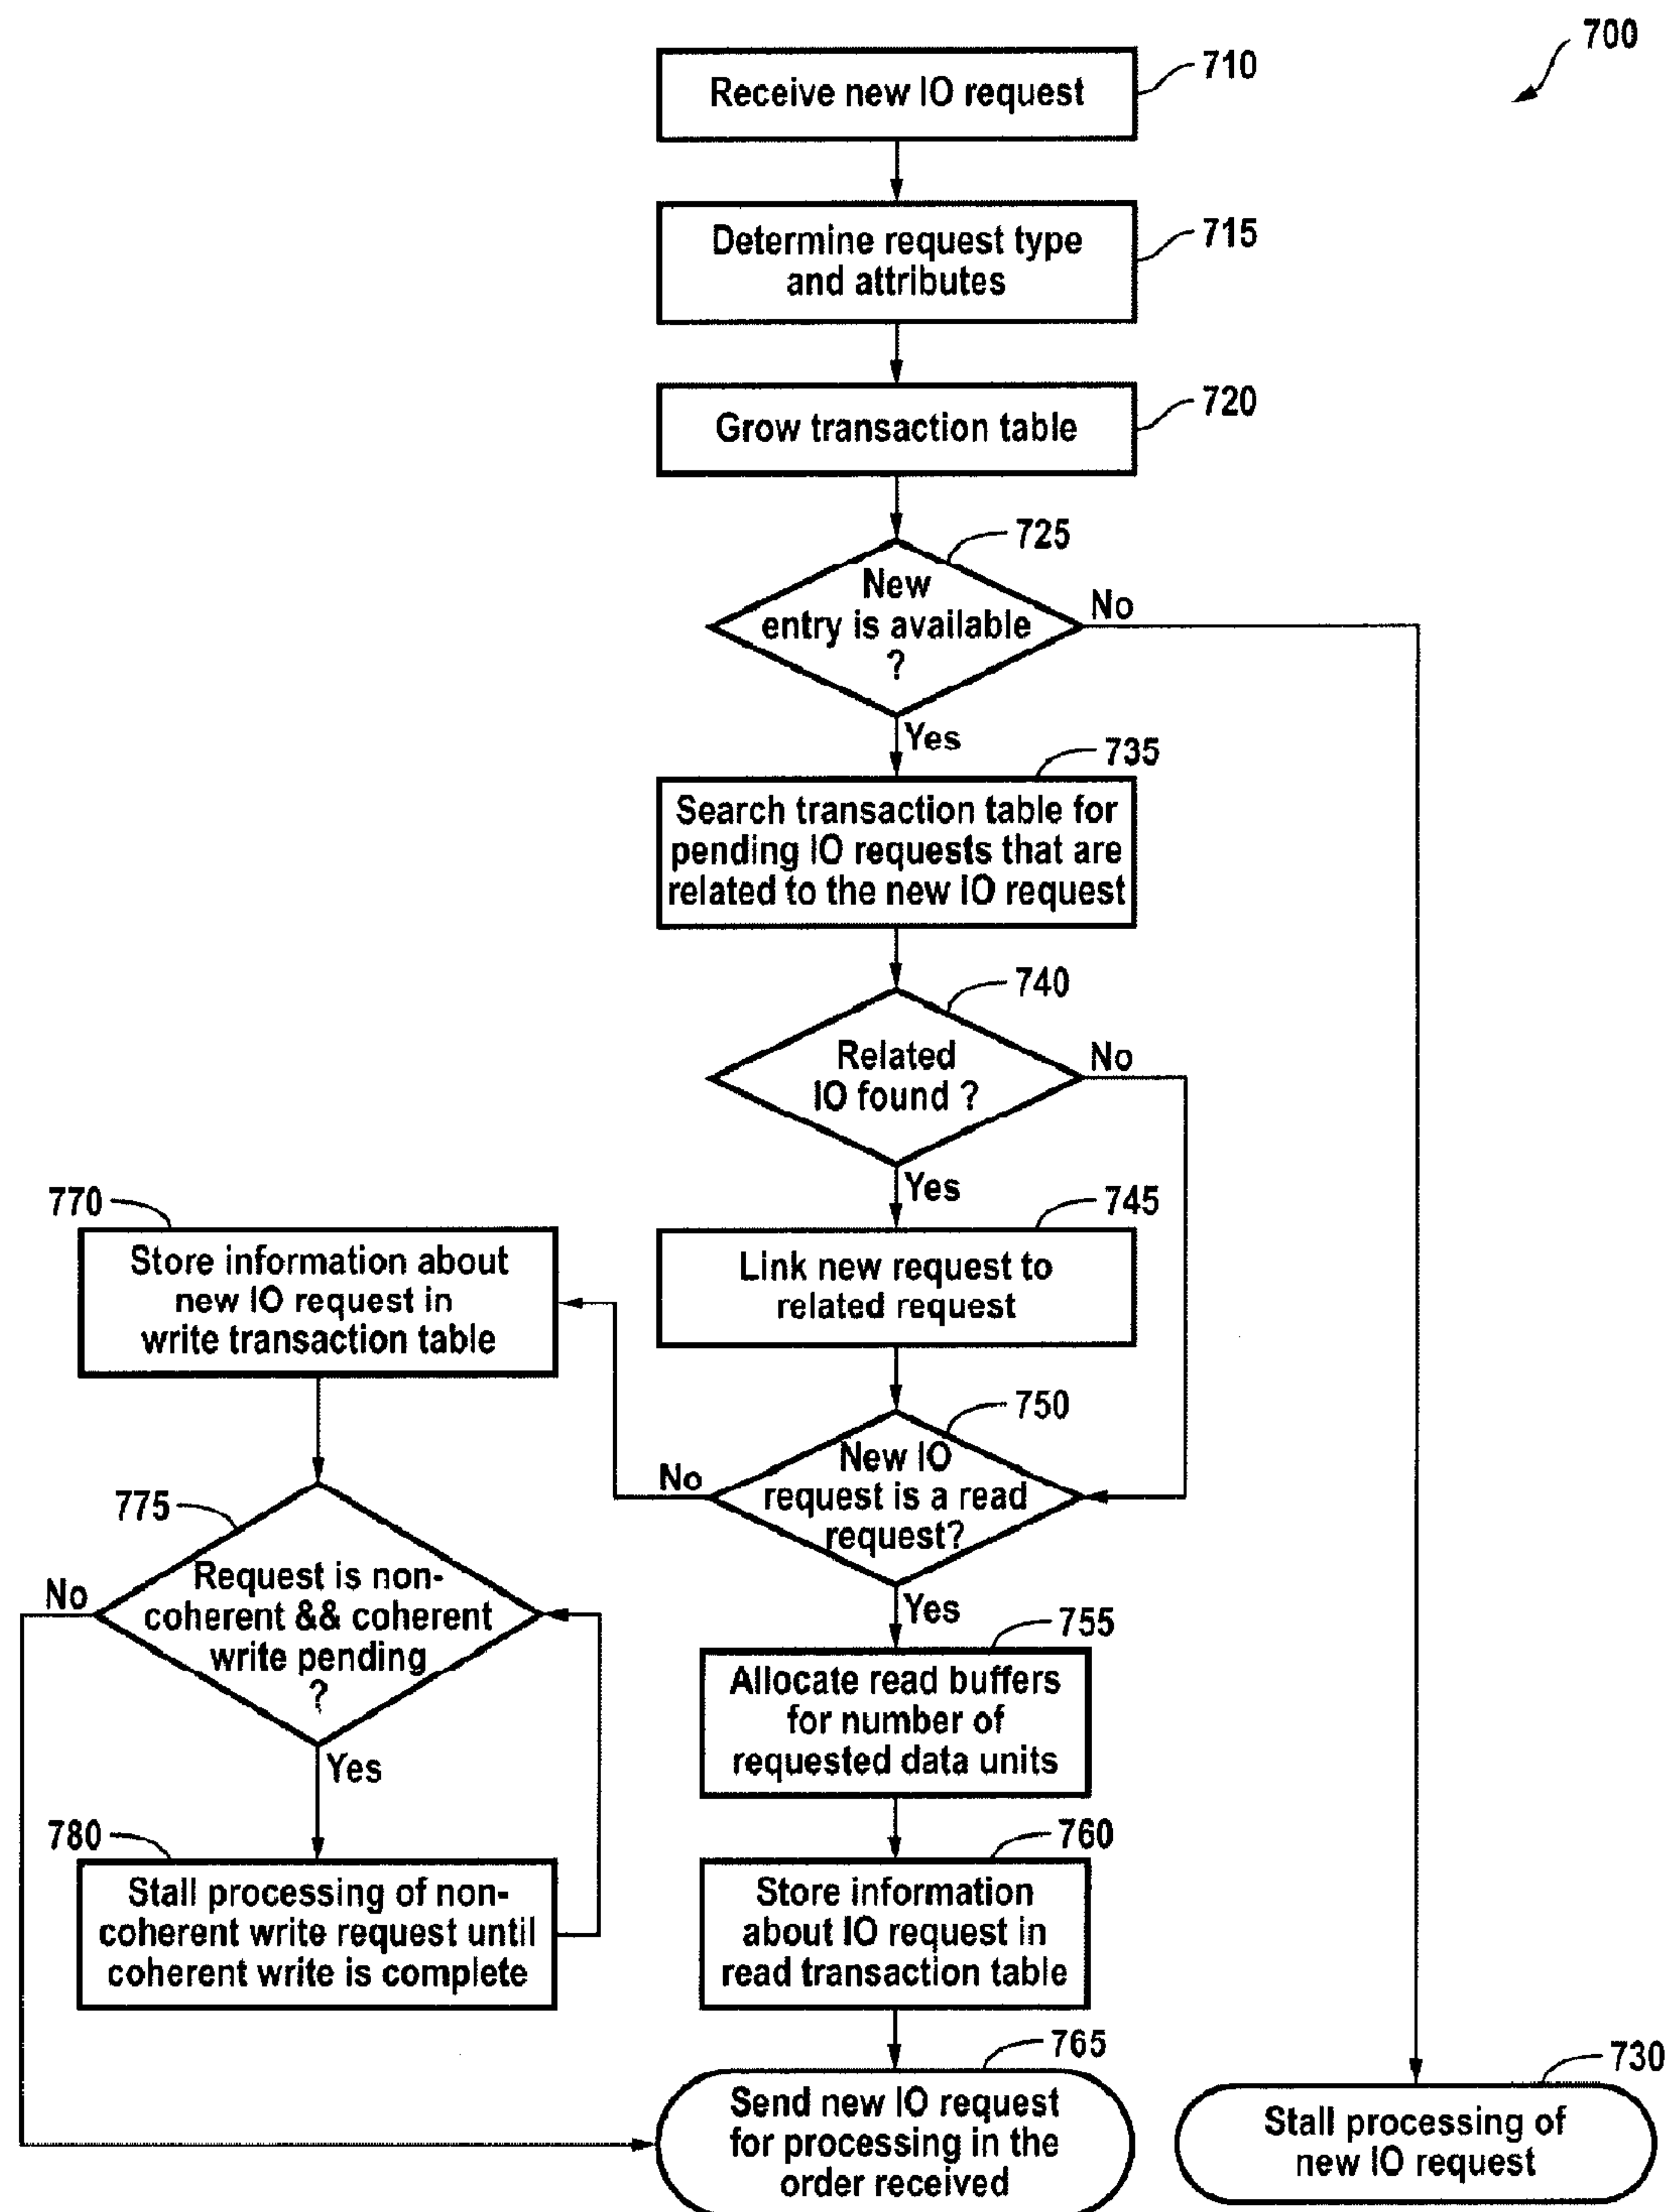 700
710
Receive new IO request
715
Determine request type
and attributes
720
Grow transaction table
725
New
entry is available
?
No
Yes
735
Search transaction table for
pending IO requests that are
related to the new IO request
740
Related
IO found ?
No
Yes
745
Link new request to
related request
750
New IO
request is a read
request?
No
Yes
770
Store information about
new IO request in
write transaction table
775
Request is non-
coherent && coherent
write pending
?
No
Yes
780
Stall processing of non-
coherent write request until
coherent write is complete
755
Allocate read buffers
for number of
requested data units
760
Store information
about IO request in
read transaction table
765
Send new IO request
for processing in the
order received
730
Stall processing of
new IO request